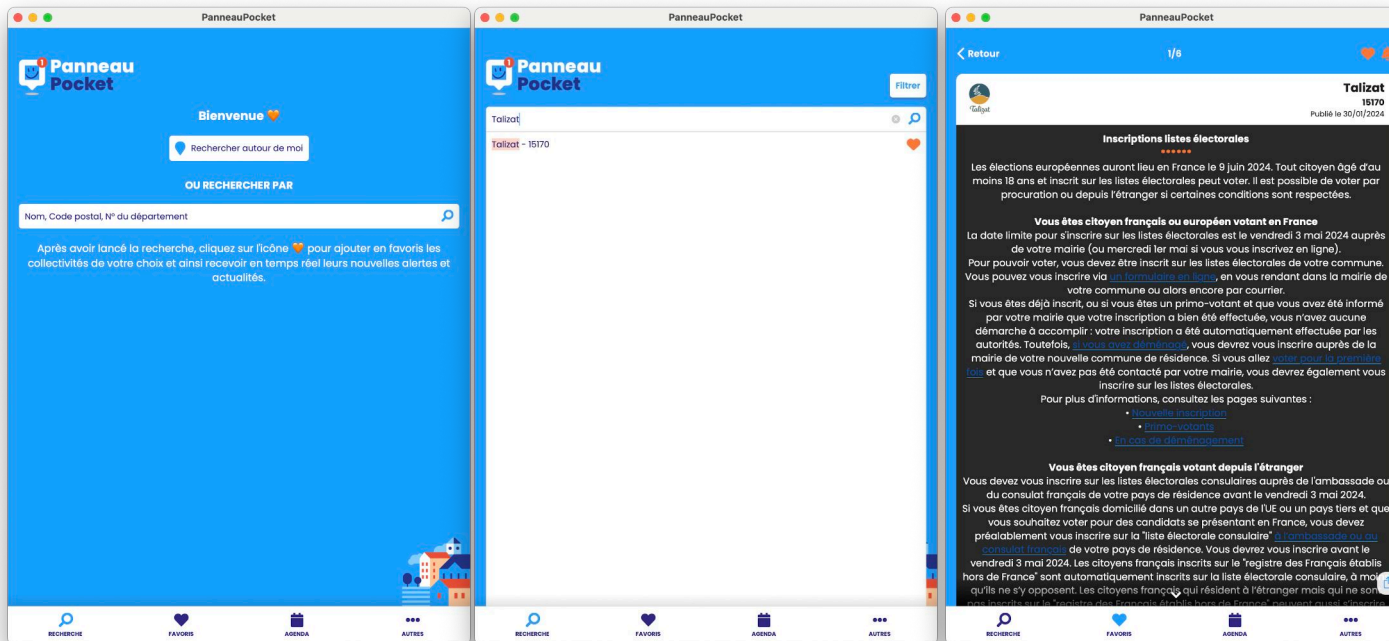 PanneauPocket
1
Panneau
Pocket
Bienvenue
Rechercher autour de moi
OU RECHERCHER PAR
Nom, Code postal, N° du département
Après avoir lancé la recherche, cliquez sur l'icône 🧡 pour ajouter en favoris les
collectivités de votre choix et ainsi recevoir en temps réel leurs nouvelles alertes et
actualités.
RECHERCHE
FAVORIS
AGENDA
AUTRES
PanneauPocket
1
Panneau
Pocket
Filtrer
Talizat
Talizat - 15170
RECHERCHE
FAVORIS
AGENDA
AUTRES
PanneauPocket
Retour
1/6
Talizat
Talizat
15170
Publié le 30/01/2024
Inscriptions listes électorales
Les élections européennes auront lieu en France le 9 juin 2024. Tout citoyen âgé d'au
moins 18 ans et inscrit sur les listes électorales peut voter. Il est possible de voter par
procuration ou depuis l'étranger si certaines conditions sont respectées.
Vous êtes citoyen français ou européen votant en France
La date limite pour s'inscrire sur les listes électorales est le vendredi 3 mai 2024 auprès
de votre mairie (ou mercredi 1er mai si vous vous inscrivez en ligne).
Pour pouvoir voter, vous devez être inscrit sur les listes électorales de votre commune.
Vous pouvez vous inscrire via un formulaire en ligne, en vous rendant dans la mairie de
votre commune ou alors encore par courrier.
Si vous êtes déjà inscrit, ou si vous êtes un primo-votant et que vous avez été informé
par votre mairie que votre inscription a bien été effectuée, vous n'avez aucune
démarche à accomplir : votre inscription a été automatiquement effectuée par les
autorités. Toutefois, si vous avez déménagé, vous devrez vous inscrire auprès de la
mairie de votre nouvelle commune de résidence. Si vous allez voter pour la première
fois et que vous n'avez pas été contacté par votre mairie, vous devrez également vous
inscrire sur les listes électorales.
Pour plus d'informations, consultez les pages suivantes :
• Nouvelle inscription
• Primo-votants
• En cas de déménagement
Vous êtes citoyen français votant depuis l'étranger
Vous devez vous inscrire sur les listes électorales consulaires auprès de l'ambassade ou
du consulat français de votre pays de résidence avant le vendredi 3 mai 2024.
Si vous êtes citoyen français domicilié dans un autre pays de l'UE ou un pays tiers et que
vous souhaitez voter pour des candidats se présentant en France, vous devez
préalablement vous inscrire sur la "liste électorale consulaire" à l'ambassade ou au
consulat français de votre pays de résidence. Vous devrez vous inscrire avant le
vendredi 3 mai 2024. Les citoyens français inscrits sur le "registre des Français établis
hors de France" sont automatiquement inscrits sur la liste électorale consulaire, à
qu'ils ne s'y opposent. Les citoyens français qui résident à l'étranger mais qui ne
pas inscrits sur le "registre des Français établis hors de France" peuvent aussi s'inscrire
RECHERCHE
FAVORIS
AGENDA
AUTRES